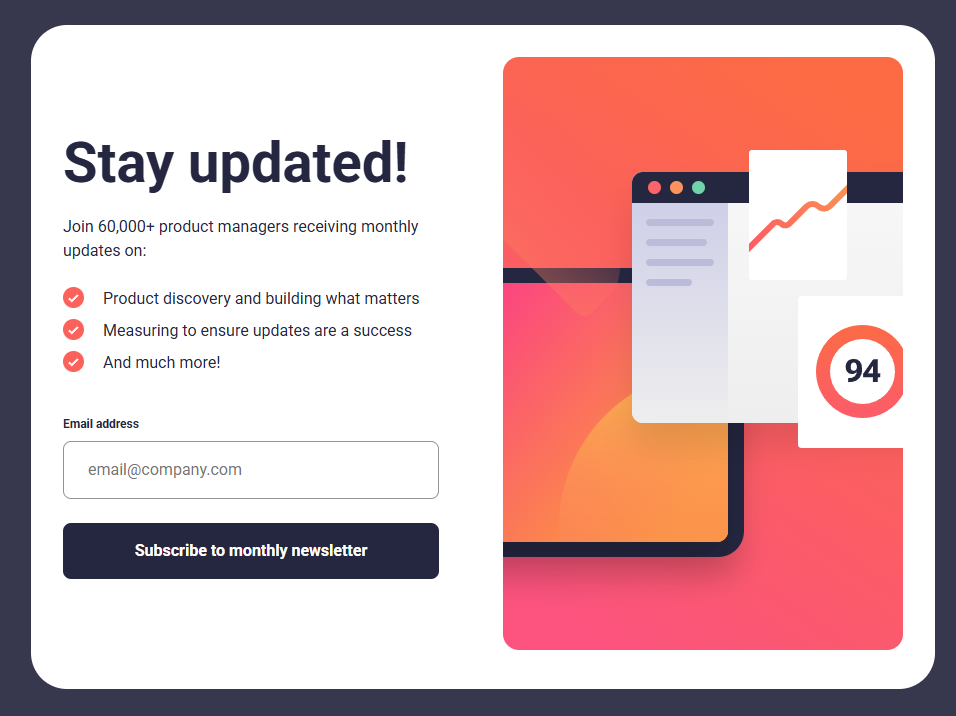 Stay updated!
Join 60,000+ product managers receiving monthly
updates on:
Product discovery and building what matters
Measuring to ensure updates are a success
And much more!
Email address
email@company.com
Subscribe to monthly newsletter
94